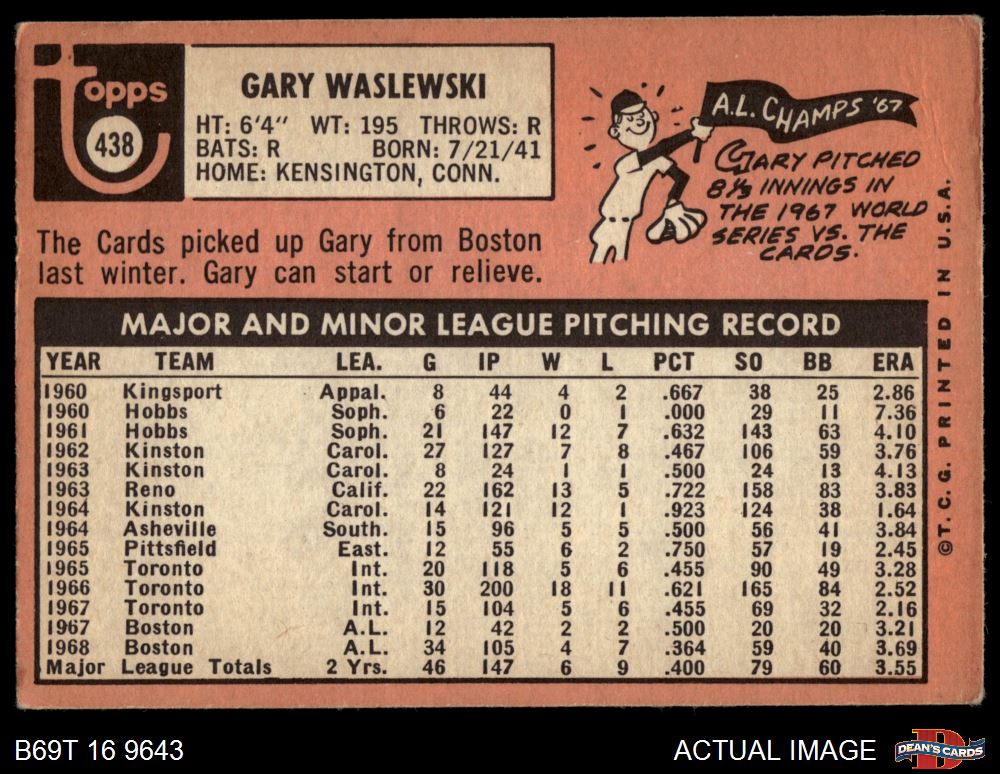 Topps
438
GARY WASLEWSKI
HT: 6'4" WT: 195 THROWS: R
BATS: R BORN: 7/21/41
HOME: KENSINGTON, CONN.
The Cards picked up Gary from Boston
last winter. Gary can start or relieve.
A.L. CHAMPS '67
GARY PITCHED
8 1/3 INNINGS IN
THE 1967 WORLD
SERIES VS. THE
CARDS.
MAJOR AND MINOR LEAGUE PITCHING RECORD
YEAR TEAM LEA. G IP W L PCT SO BB ERA
1960 Kingsport Appal. 8 44 4 2 .667 38 25 2.86
1960 Hobbs Soph. 6 22 0 1 .000 29 11 7.36
1961 Hobbs Soph. 21 147 12 7 .632 143 63 4.10
1962 Kinston Carol. 27 127 7 8 .467 106 59 3.76
1963 Kinston Carol. 8 24 1 1 .500 24 13 4.13
1963 Reno Calif. 22 162 13 5 .722 158 83 3.83
1964 Kinston Carol. 14 121 12 1 .923 124 38 1.64
1964 Asheville South. 15 96 5 5 .500 56 41 3.84
1965 Pittsfield East. 12 55 6 2 .750 57 19 2.45
1965 Toronto Int. 20 118 5 6 .455 90 49 3.28
1966 Toronto Int. 30 200 18 11 .621 165 84 2.52
1967 Toronto Int. 15 104 5 6 .455 69 32 2.16
1967 Boston A.L. 12 42 2 2 .500 20 20 3.21
1968 Boston A.L. 34 105 4 7 .364 59 40 3.69
Major League Totals 2 Yrs. 46 147 6 9 .400 79 60 3.55
©T. C. G. PRINTED IN U.S.A.
B69T 16 9643
ACTUAL IMAGE
D
DEAN'S CARDS